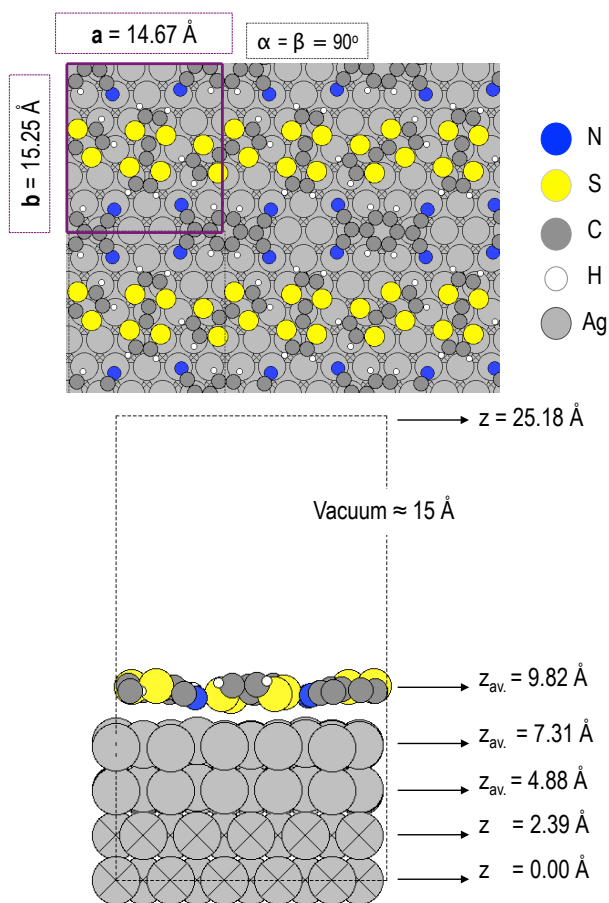 a = 14.67 Å
α = β = 90°
b = 15.25 Å
N
S
C
H
Ag
z = 25.18 Å
Vacuum ≈ 15 Å
zav. = 9.82 Å
zav. = 7.31 Å
zav. = 4.88 Å
z = 2.39 Å
z = 0.00 Å